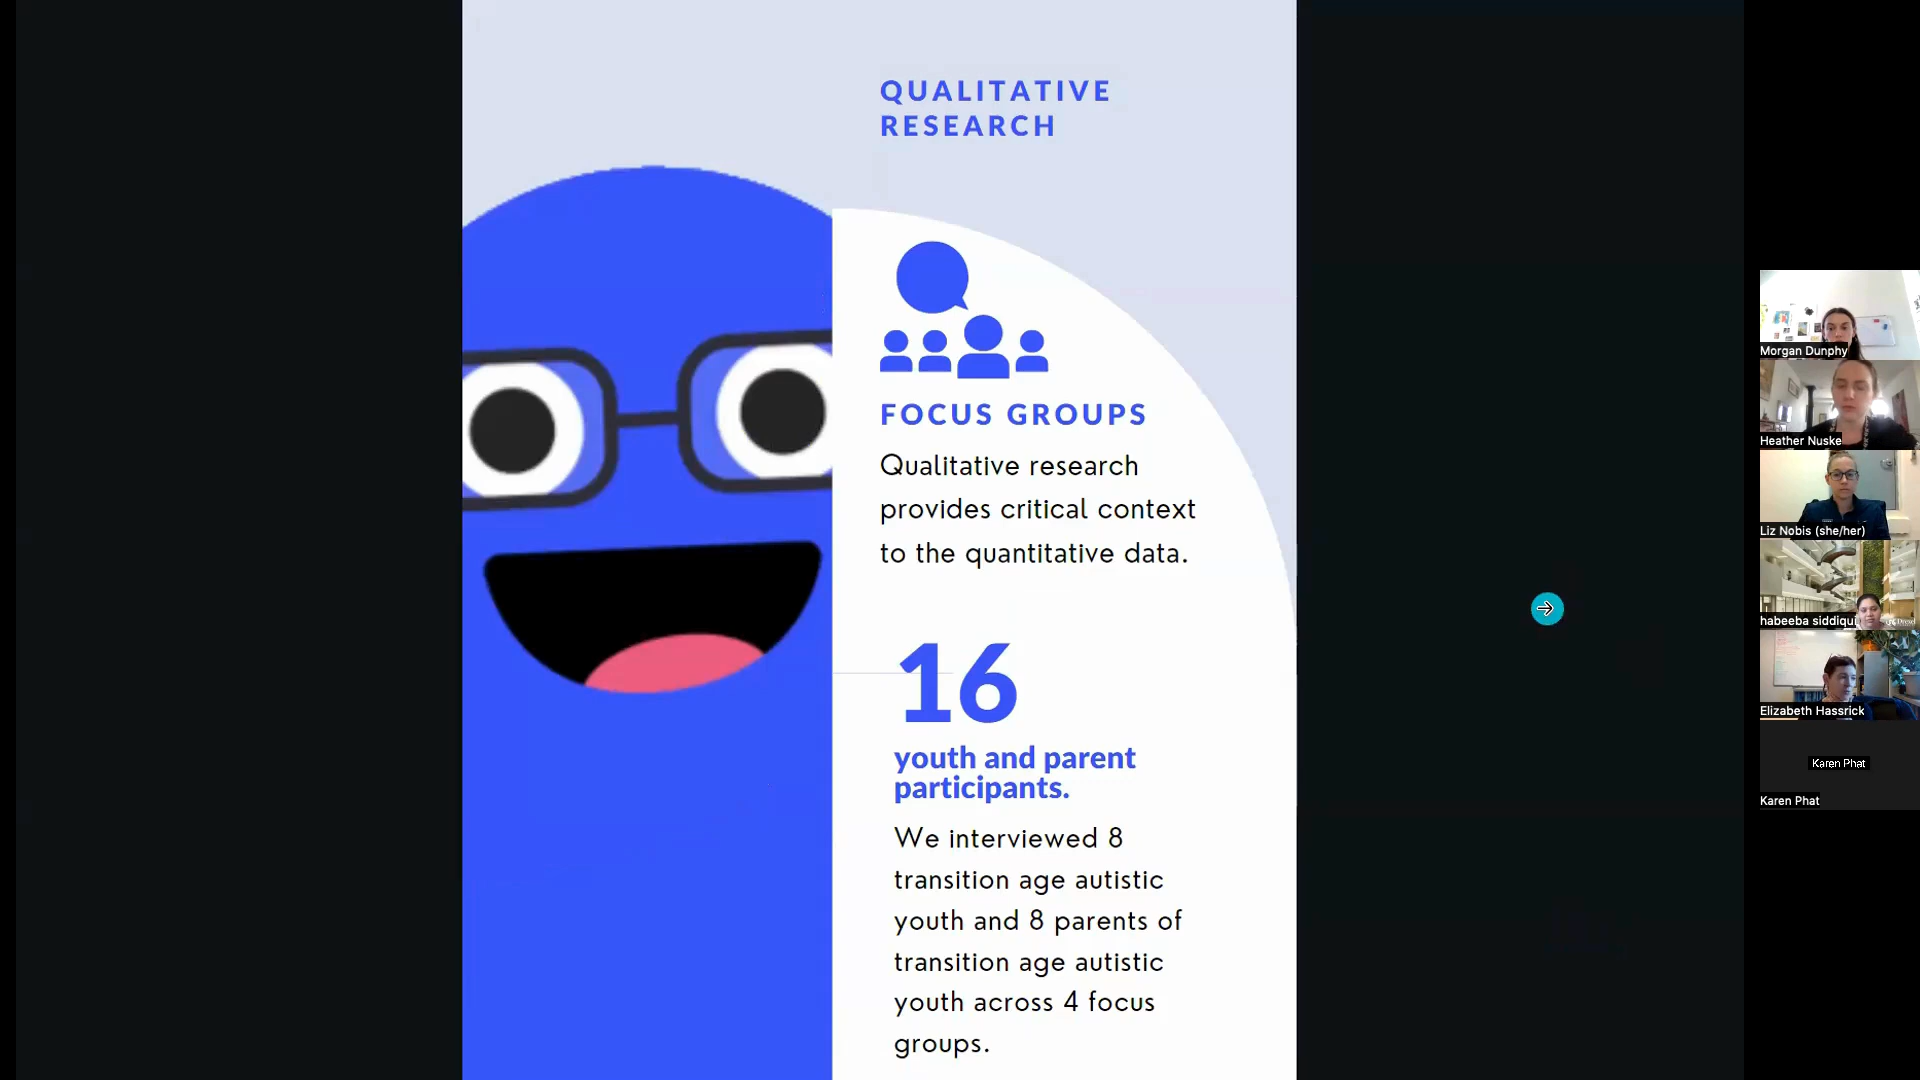 QUALITATIVE
RESEARCH
FOCUS GROUPS
Qualitative research
provides critical context
to the quantitative data.
16
youth and parent
participants.
We interviewed 8
transition age autistic
youth and 8 parents of
transition age autistic
youth across 4 focus
groups.
Morgan Dunphy
Heather Nuske
Liz Nobis (she/her)
habeeba siddiqui
Drexel
Elizabeth Hassrick
Karen Phat
Karen Phat